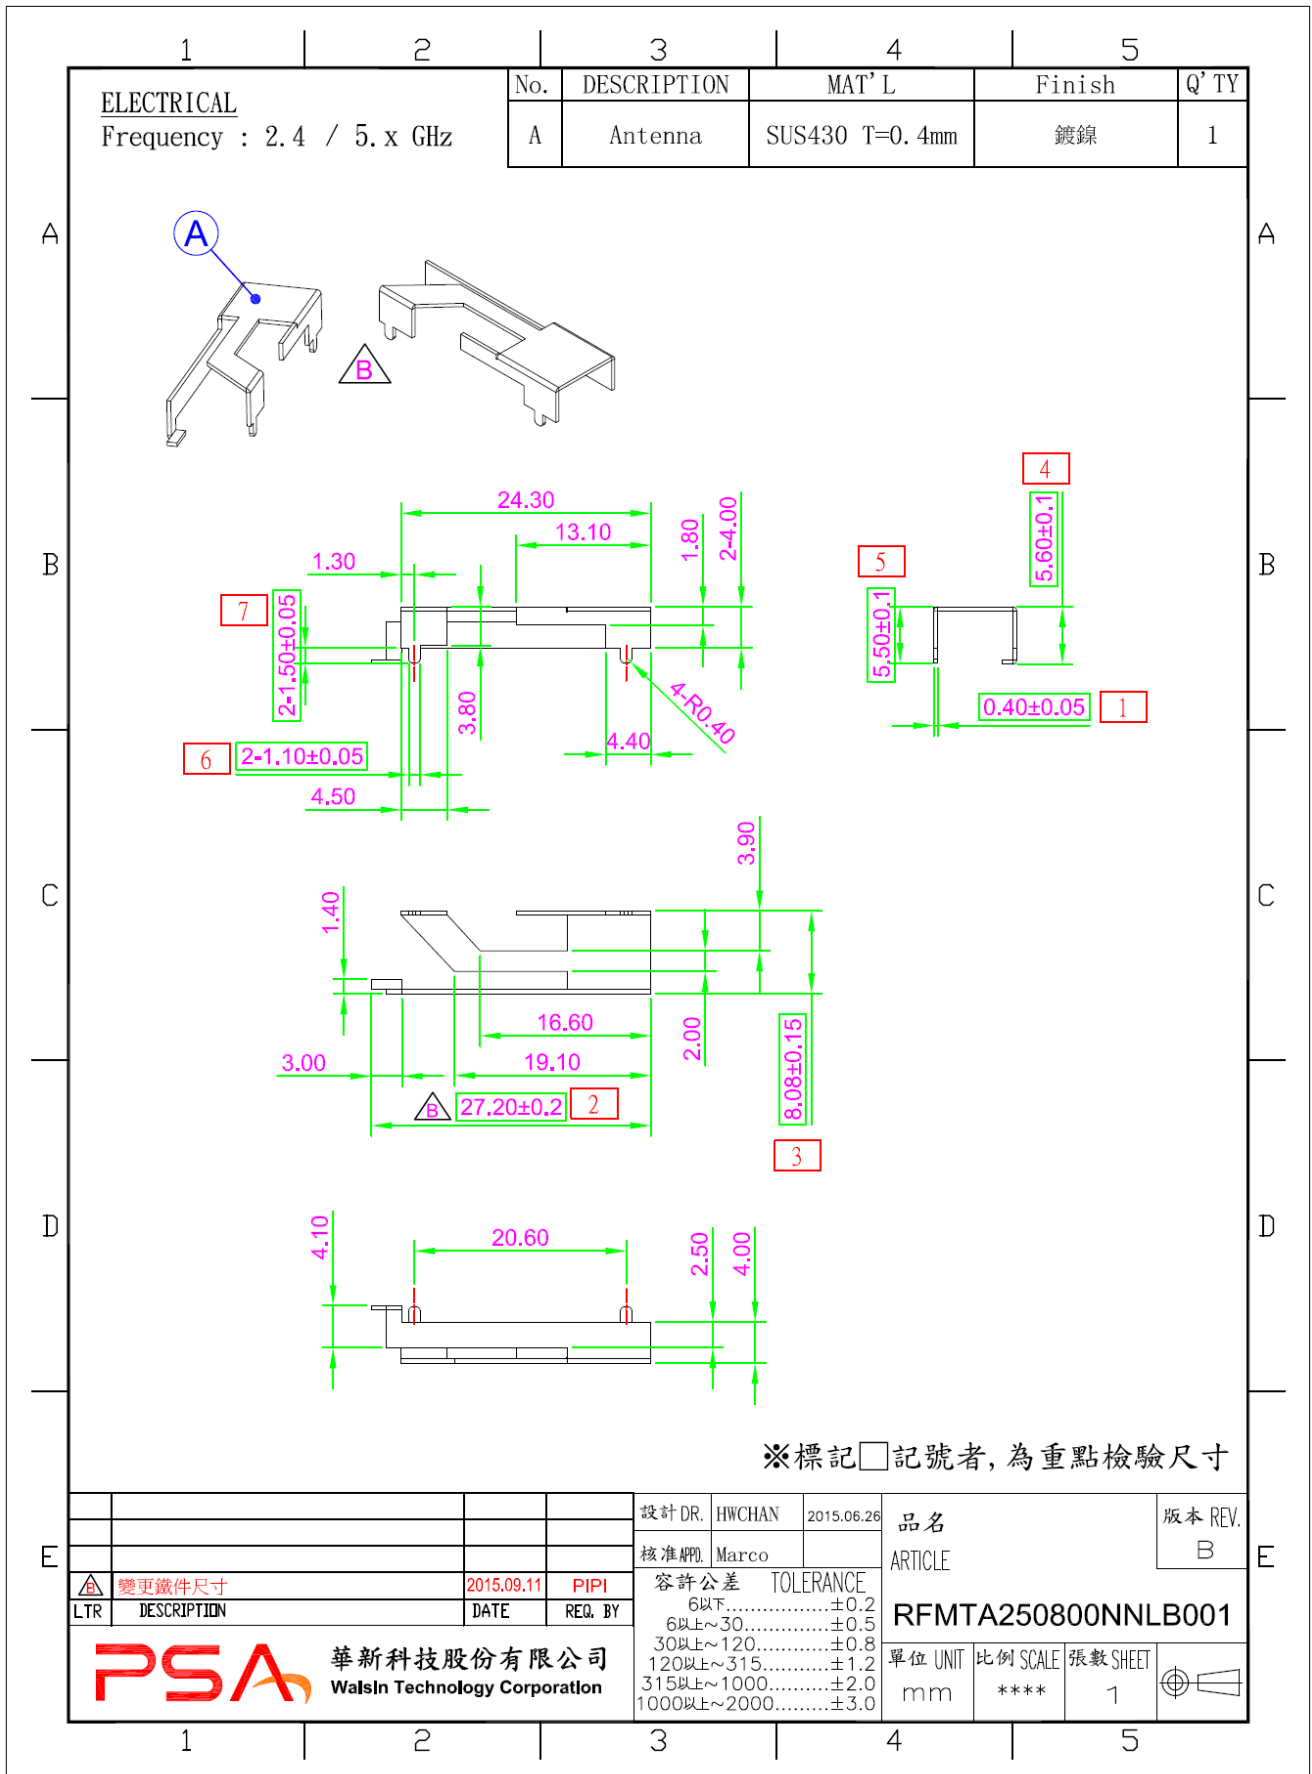 1 2 3 4 5
ELECTRICAL
Frequency : 2.4 / 5.x GHz
No. DESCRIPTION MAT'L Finish Q'TY
A Antenna SUS430 T=0.4mm 鍍鎳 1
A A
A
B
4
24.30
13.10
1.80
2-4.00
5.60±0.1
B B
1.30
5
7
2-1.50±0.05
5.50±0.1
3.80
4-R0.40
0.40±0.05 1
4.40
6 2-1.10±0.05
4.50
3.90
C C
1.40
16.60
2.00
8.08±0.15
3.00 19.10
B 27.20±0.2 2
3
D D
4.10
20.60
2.50
4.00
※標記□記號者,為重點檢驗尺寸
E E
B 變更鐵件尺寸 2015.09.11 PIPI
LTR DESCRIPTION DATE REQ. BY
PSA
華新科技股份有限公司
Walsin Technology Corporation
設計 DR. HWCHAN 2015.06.26
核准 APPD. Marco
容許公差 TOLERANCE
6以下................±0.2
6以上~30.............±0.5
30以上~120...........±0.8
120以上~315..........±1.2
315以上~1000.........±2.0
1000以上~2000........±3.0
品名
ARTICLE
版本 REV.
B
RFMTA250800NNLB001
單位 UNIT 比例 SCALE 張數 SHEET
mm **** 1
1 2 3 4 5